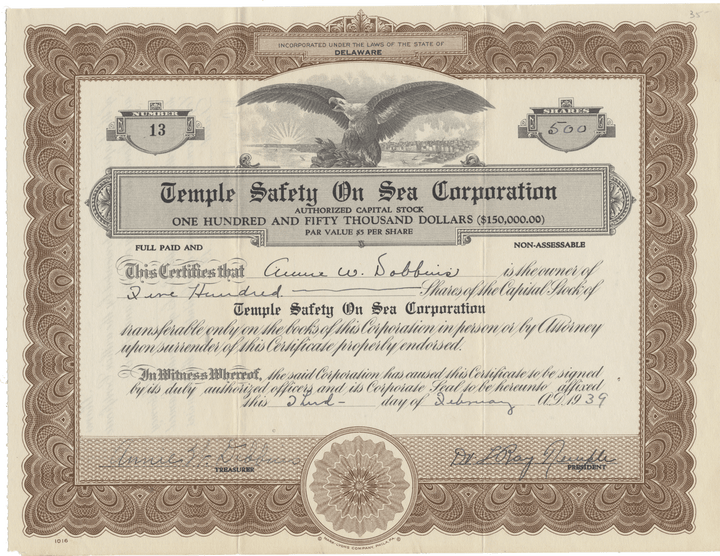 35
INCORPORATED UNDER THE LAWS OF THE STATE OF
DELAWARE
NUMBER
13
SHARES
500
Temple Safety On Sea Corporation
AUTHORIZED CAPITAL STOCK
ONE HUNDRED AND FIFTY THOUSAND DOLLARS ($150,000.00)
PAR VALUE $5 PER SHARE
FULL PAID AND
NON-ASSESSABLE
This Certifies that Annie W. Dobbins is the owner of
Five Hundred Shares of the Capital Stock of
Temple Safety On Sea Corporation
transferable only on the books of this Corporation in person or by Attorney
upon surrender of this Certificate properly endorsed.
In Witness Whereof, the said Corporation has caused this Certificate to be signed
by its duly authorized officers and its Corporate Seal to be hereunto affixed
this Third - day of February A.D. 1939
Dobbins
TREASURER
Dr. LeRay
PRESIDENT
1016